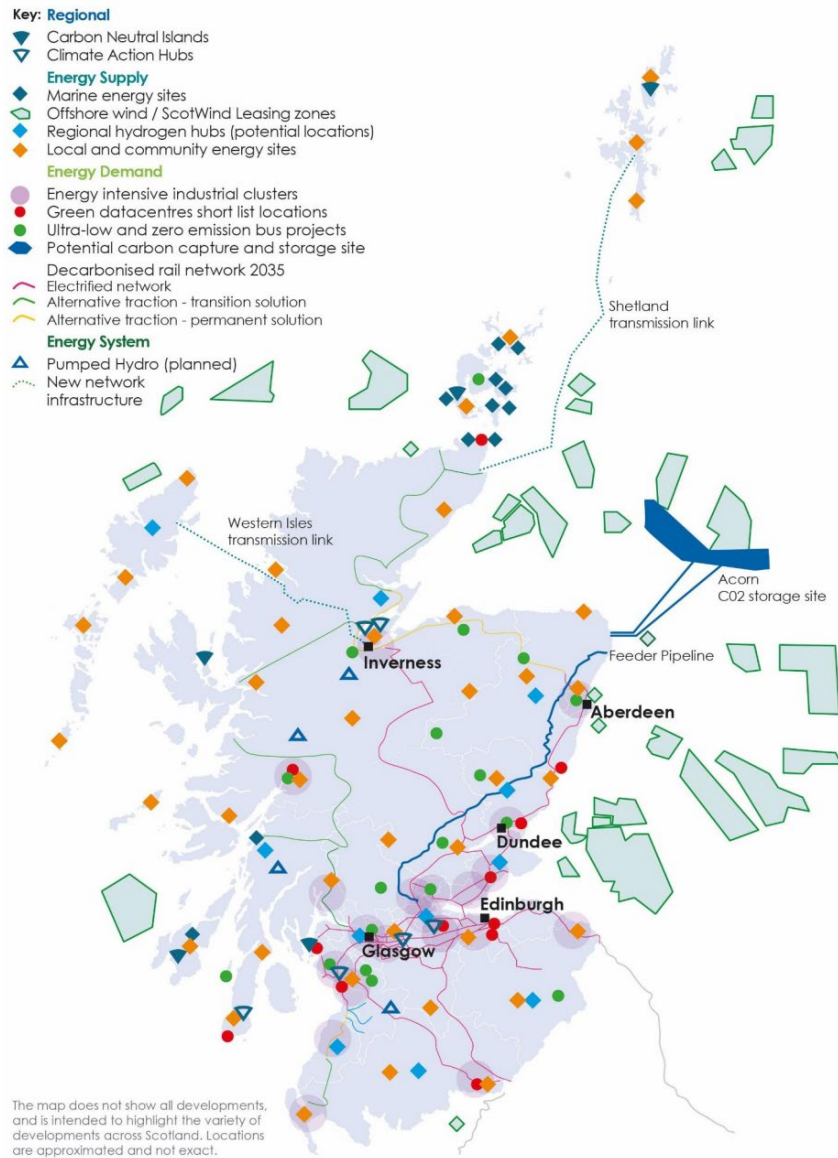 Key: Regional
Carbon Neutral Islands
Climate Action Hubs
Energy Supply
Marine energy sites
Offshore wind / ScotWind Leasing zones
Regional hydrogen hubs (potential locations)
Local and community energy sites
Energy Demand
Energy intensive industrial clusters
Green datacentres short list locations
Ultra-low and zero emission bus projects
Potential carbon capture and storage site
Decarbonised rail network 2035
Electrified network
Alternative traction - transition solution
Alternative traction - permanent solution
Energy System
Pumped Hydro (planned)
New network
infrastructure
Shetland
transmission link
Western Isles
transmission link
Acorn
C02 storage site
Feeder Pipeline
Inverness
Aberdeen
Dundee
Edinburgh
Glasgow
The map does not show all developments,
and is intended to highlight the variety of
developments across Scotland. Locations
are approximated and not exact.